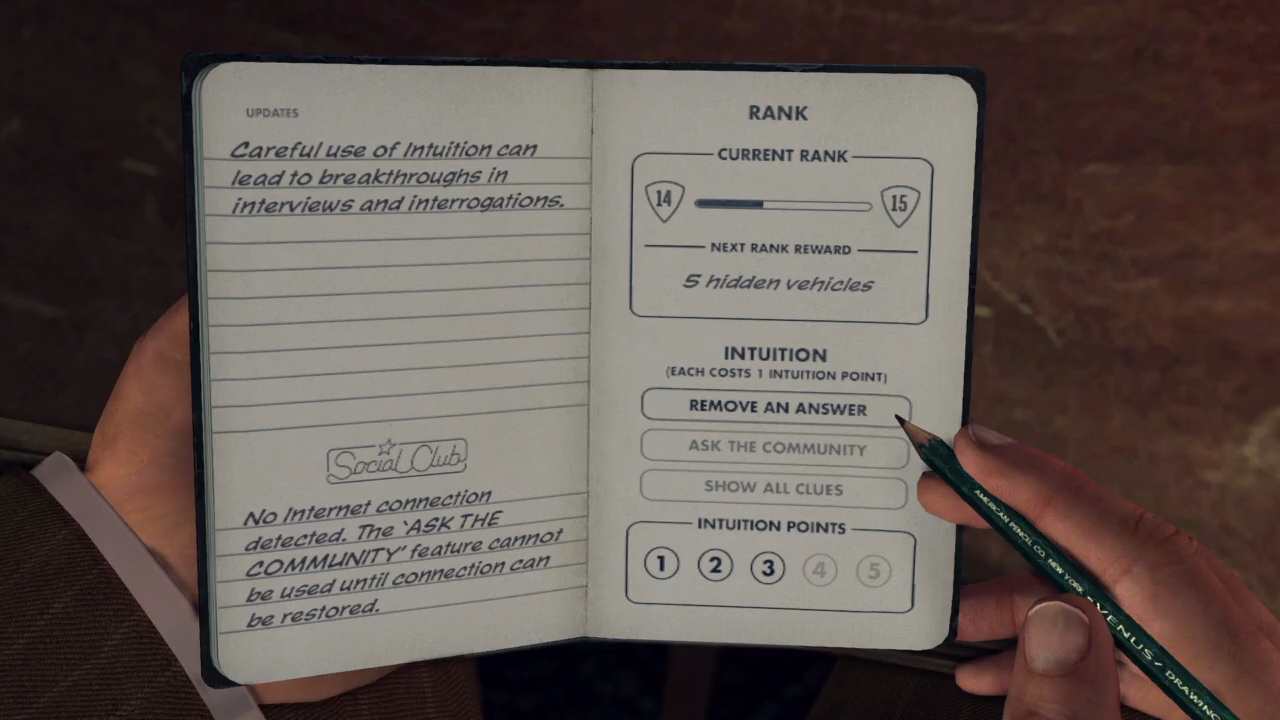 UPDATES
Careful use of Intuition can
lead to breakthroughs in
interviews and interrogations.
Social Club
No Internet connection
detected. The 'ASK THE
COMMUNITY' feature cannot
be used until connection can
be restored.
RANK
CURRENT RANK
14 15
NEXT RANK REWARD
5 hidden vehicles
INTUITION
(EACH COSTS 1 INTUITION POINT)
REMOVE AN ANSWER
ASK THE COMMUNITY
SHOW ALL CLUES
INTUITION POINTS
1 2 3 4 5
AMERICAN PENCIL CO. NEW YORK VENUS/ DRAWING